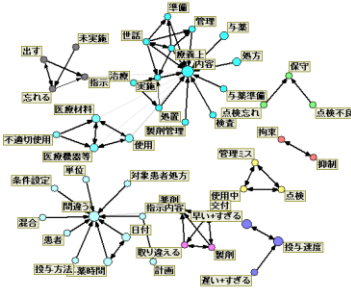 準備
管理
世話
与薬
未実施
出す
療養上
内容
処方
指示
治療
実施
保守
忘れる
与薬準備
医療材料
処置
点検忘れ
点検不良
製剤管理
検査
不適切使用
使用
拘束
医療機器等
抑制
管理ミス
単位
条件設定
対象患者処方
薬剤
使用中
点検
間違う
指示内容
交付
早い+すぎる
混合
日付
患者
取り違える
製剤
投与速度
投与方法
薬時間
計画
遅い+すぎる